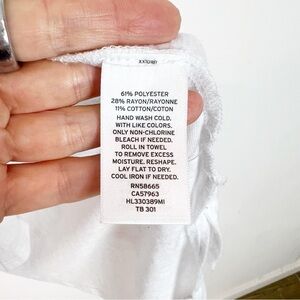 61% POLYESTER
28% RAYON/RAYONNE
11% COTTON/COTON
HAND WASH COLD,
WITH LIKE COLORS.
ONLY NON-CHLORINE
BLEACH IF NEEDED.
ROLL IN TOWEL
TO REMOVE EXCESS
MOISTURE. RESHAPE.
LAY FLAT TO DRY.
COOL IRON IF NEEDED.
RN58665
CA57963
HL330389MI
TB 301